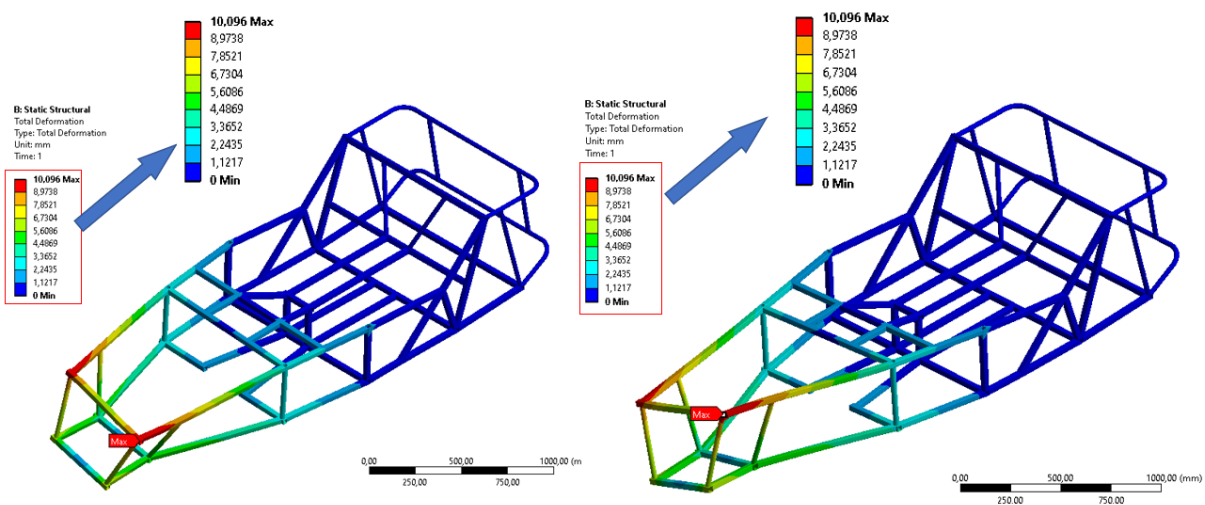 10,096 Max
8,9738
7,8521
6,7304
5,6086
4,4869
3,3652
2,2435
1,1217
0 Min
B: Static Structural
Total Deformation
Type: Total Deformation
Unit: mm
Time: 1
10,096 Max
8,9738
7,8521
6,7304
5,6086
4,4869
3,3652
2,2435
1,1217
0 Min
Max
0,00
500,00
1000,00 (m
250,00
750,00
10,096 Max
8,9738
7,8521
6,7304
5,6086
4,4869
3,3652
2,2435
1,1217
0 Min
B: Static Structural
Total Deformation
Type: Total Deformation
Unit: mm
Time: 1
10,096 Max
8,9738
7,8521
6,7304
5,6086
4,4869
3,3652
2,2435
1,1217
0 Min
Max
0,00
500,00
1000,00 (mm)
250.00
750.00